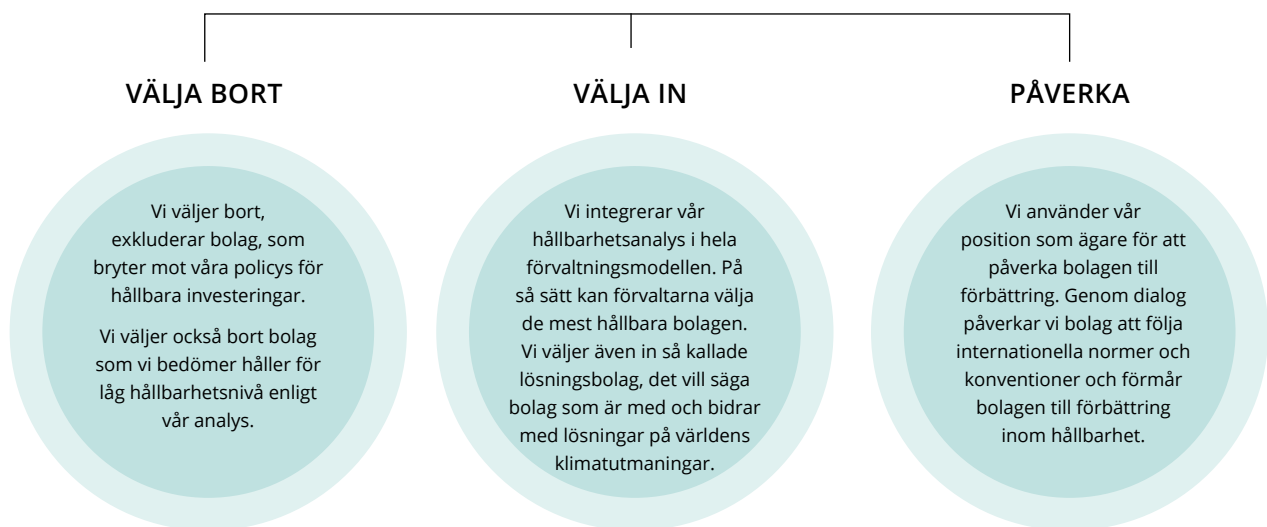 VÄLJA BORT
Vi väljer bort,
exkluderar bolag, som
bryter mot våra policys för
hållbara investeringar.
Vi väljer också bort bolag
som vi bedömer håller för
låg hållbarhetsnivå enligt
vår analys.
VÄLJA IN
Vi integrerar vår
hållbarhetsanalys i hela
förvaltningsmodellen. På
så sätt kan förvaltarna välja
de mest hållbara bolagen.
Vi väljer även in så kallade
lösningsbolag, det vill säga
bolag som är med och bidrar
med lösningar på världens
klimatutmaningar.
PÅVERKA
Vi använder vår
position som ägare för att
påverka bolagen till
förbättring. Genom dialog
påverkar vi bolag att följa
internationella normer och
konventioner och förmår
bolagen till förbättring
inom hållbarhet.